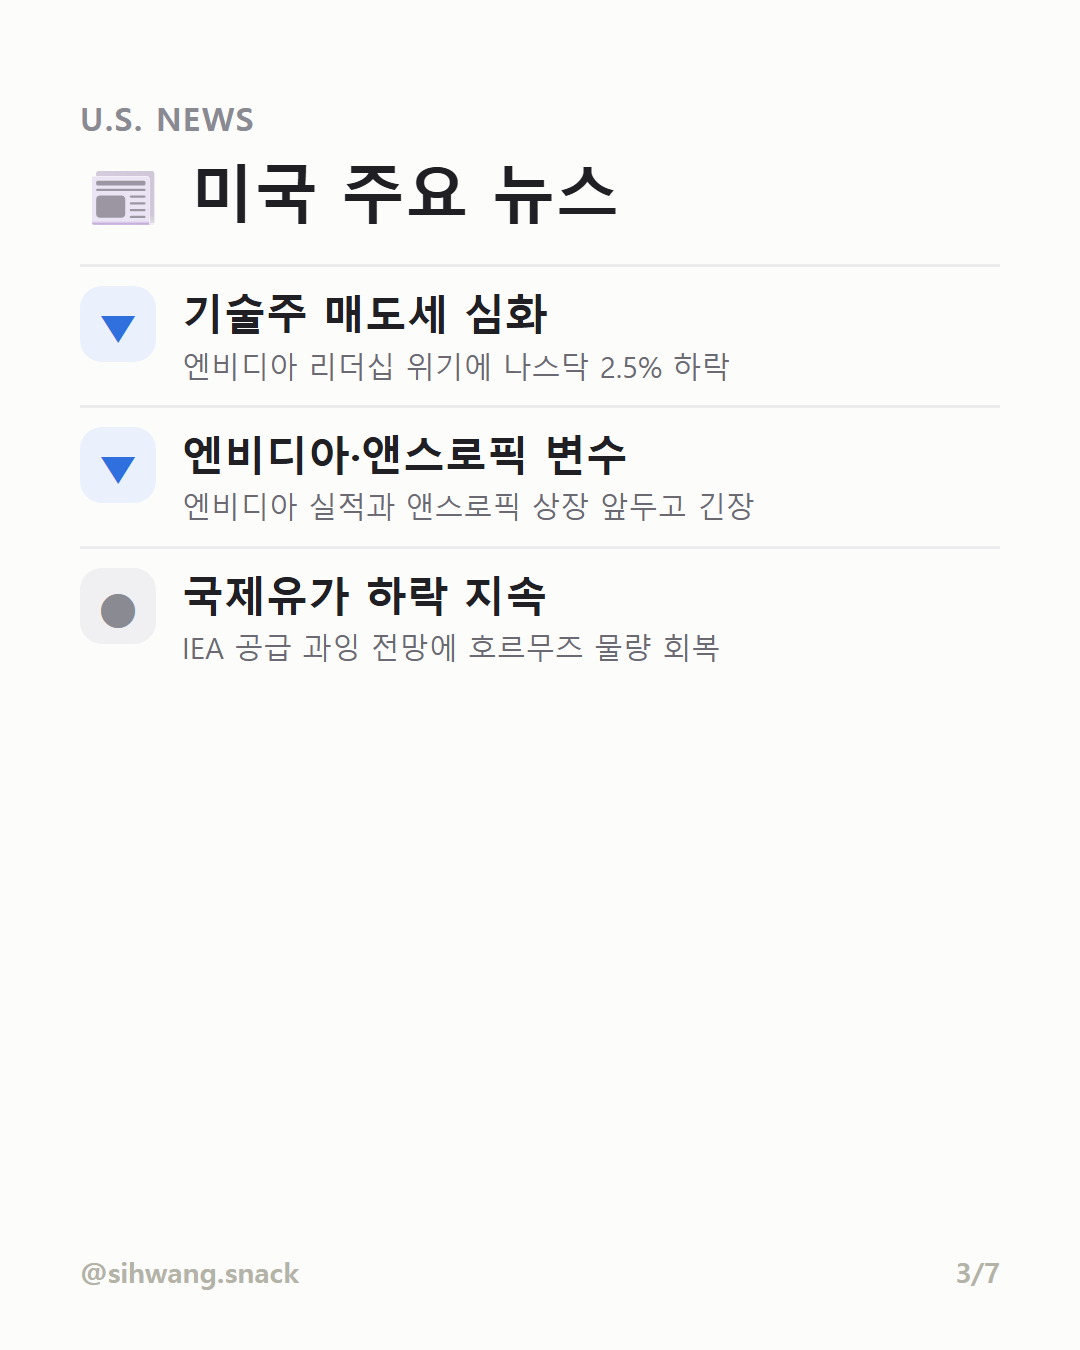 U.S. NEWS
미국 주요 뉴스
기술주 매도세 심화
엔비디아 리더십 위기에 나스닥 2.5% 하락
엔비디아·앤스로픽 변수
엔비디아 실적과 앤스로픽 상장 앞두고 긴장
국제유가 하락 지속
IEA 공급 과잉 전망에 호르무즈 물량 회복
@sihwang.snack
3/7